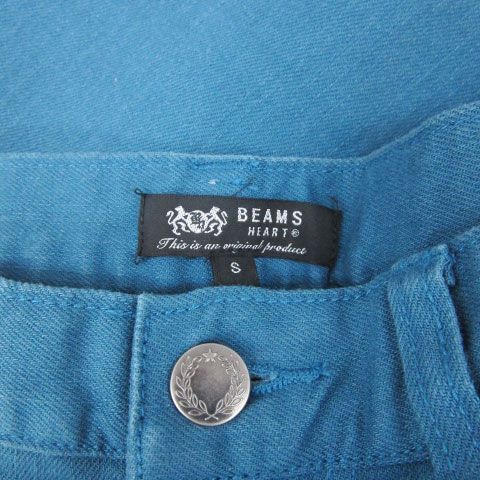 BEAMS
HEART®
This is an original product
S